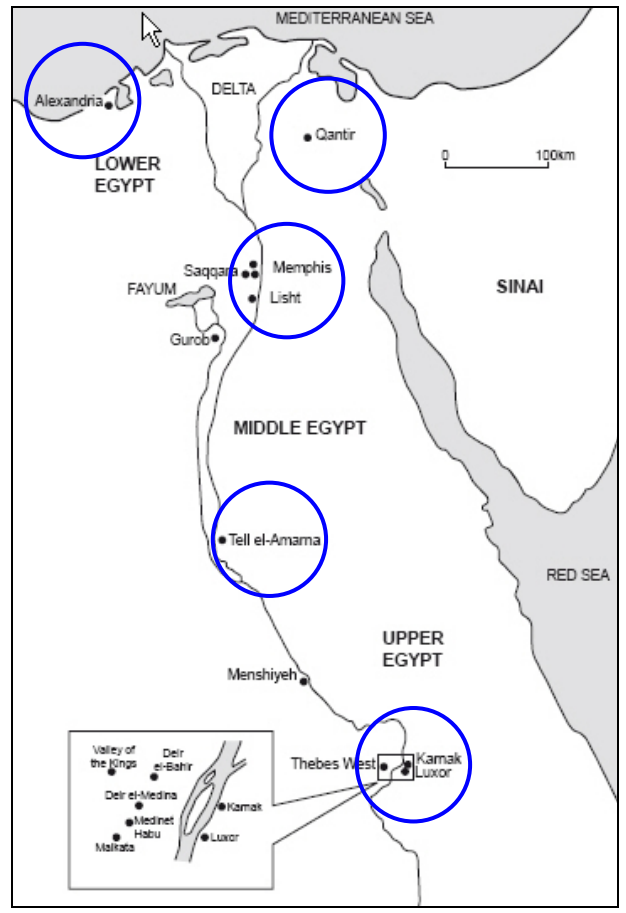 MEDITERRANEAN SEA
DELTA
Alexandria
Qantir
LOWER
EGYPT
0 100km
Saqqara
Memphis
SINAI
FAYUM
Lisht
Gurob
MIDDLE EGYPT
Tell el-Amama
RED SEA
UPPER
EGYPT
Menshiyeh
Thebes West
Karnak
Luxor
Valley of
the Kings
Deir
el-Bahir
Deir el-Medina
Medinet
Habu
Malkata
Karnak
Luxor